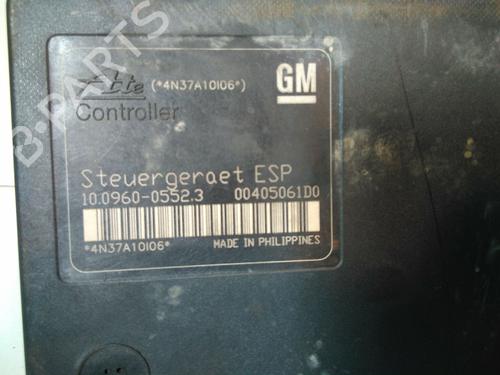 Ate (*4N37A10I06*) GM
Controller
Steuergeraet ESP
10.0960-0552.3 00405061D0
*4N37A10I06* MADE IN PHILIPPINES
B-PARTS